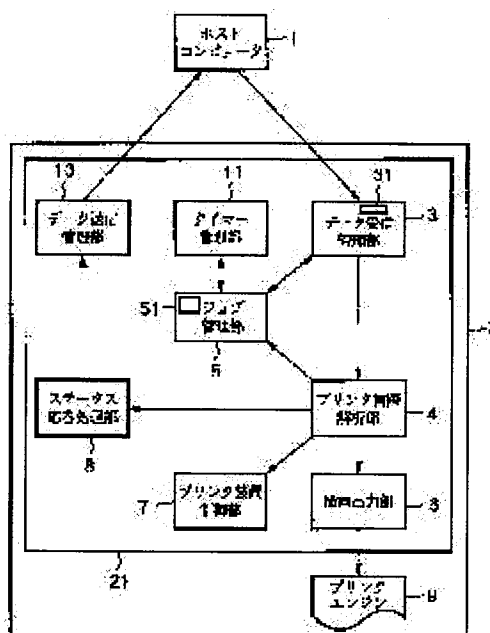 ホスト
コンピュータ
1
10
11
31
データ送信
管理部
タイマー
管理部
データ受信
制御部
3
51
ジョブ
管理部
5
2
ステータス
応答処理部
8
プリンタ言語
解析部
4
7
プリンタ装置
制御部
描画出力部
6
21
プリンタ
エンジン
9